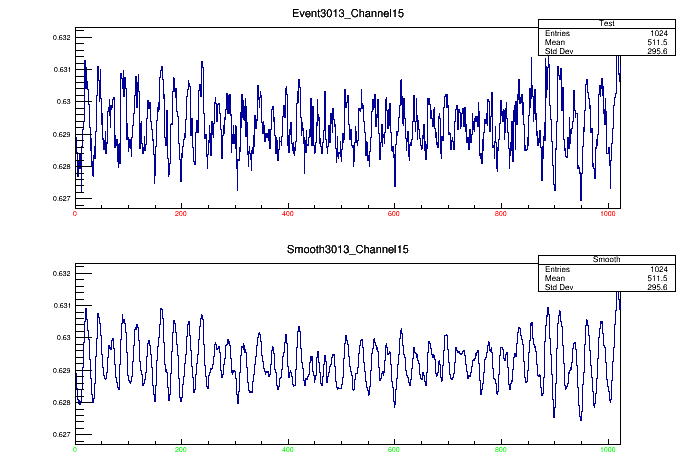 Event3013_Channel15
Test
Entries 1024
Mean 511.5
Std Dev 295.6
0.632
0.631
0.63
0.629
0.628
0.627
0 200 400 600 800 1000
Smooth3013_Channel15
Smooth
Entries 1024
Mean 511.5
Std Dev 295.6
0.632
0.631
0.63
0.629
0.628
0.627
0 200 400 600 800 1000